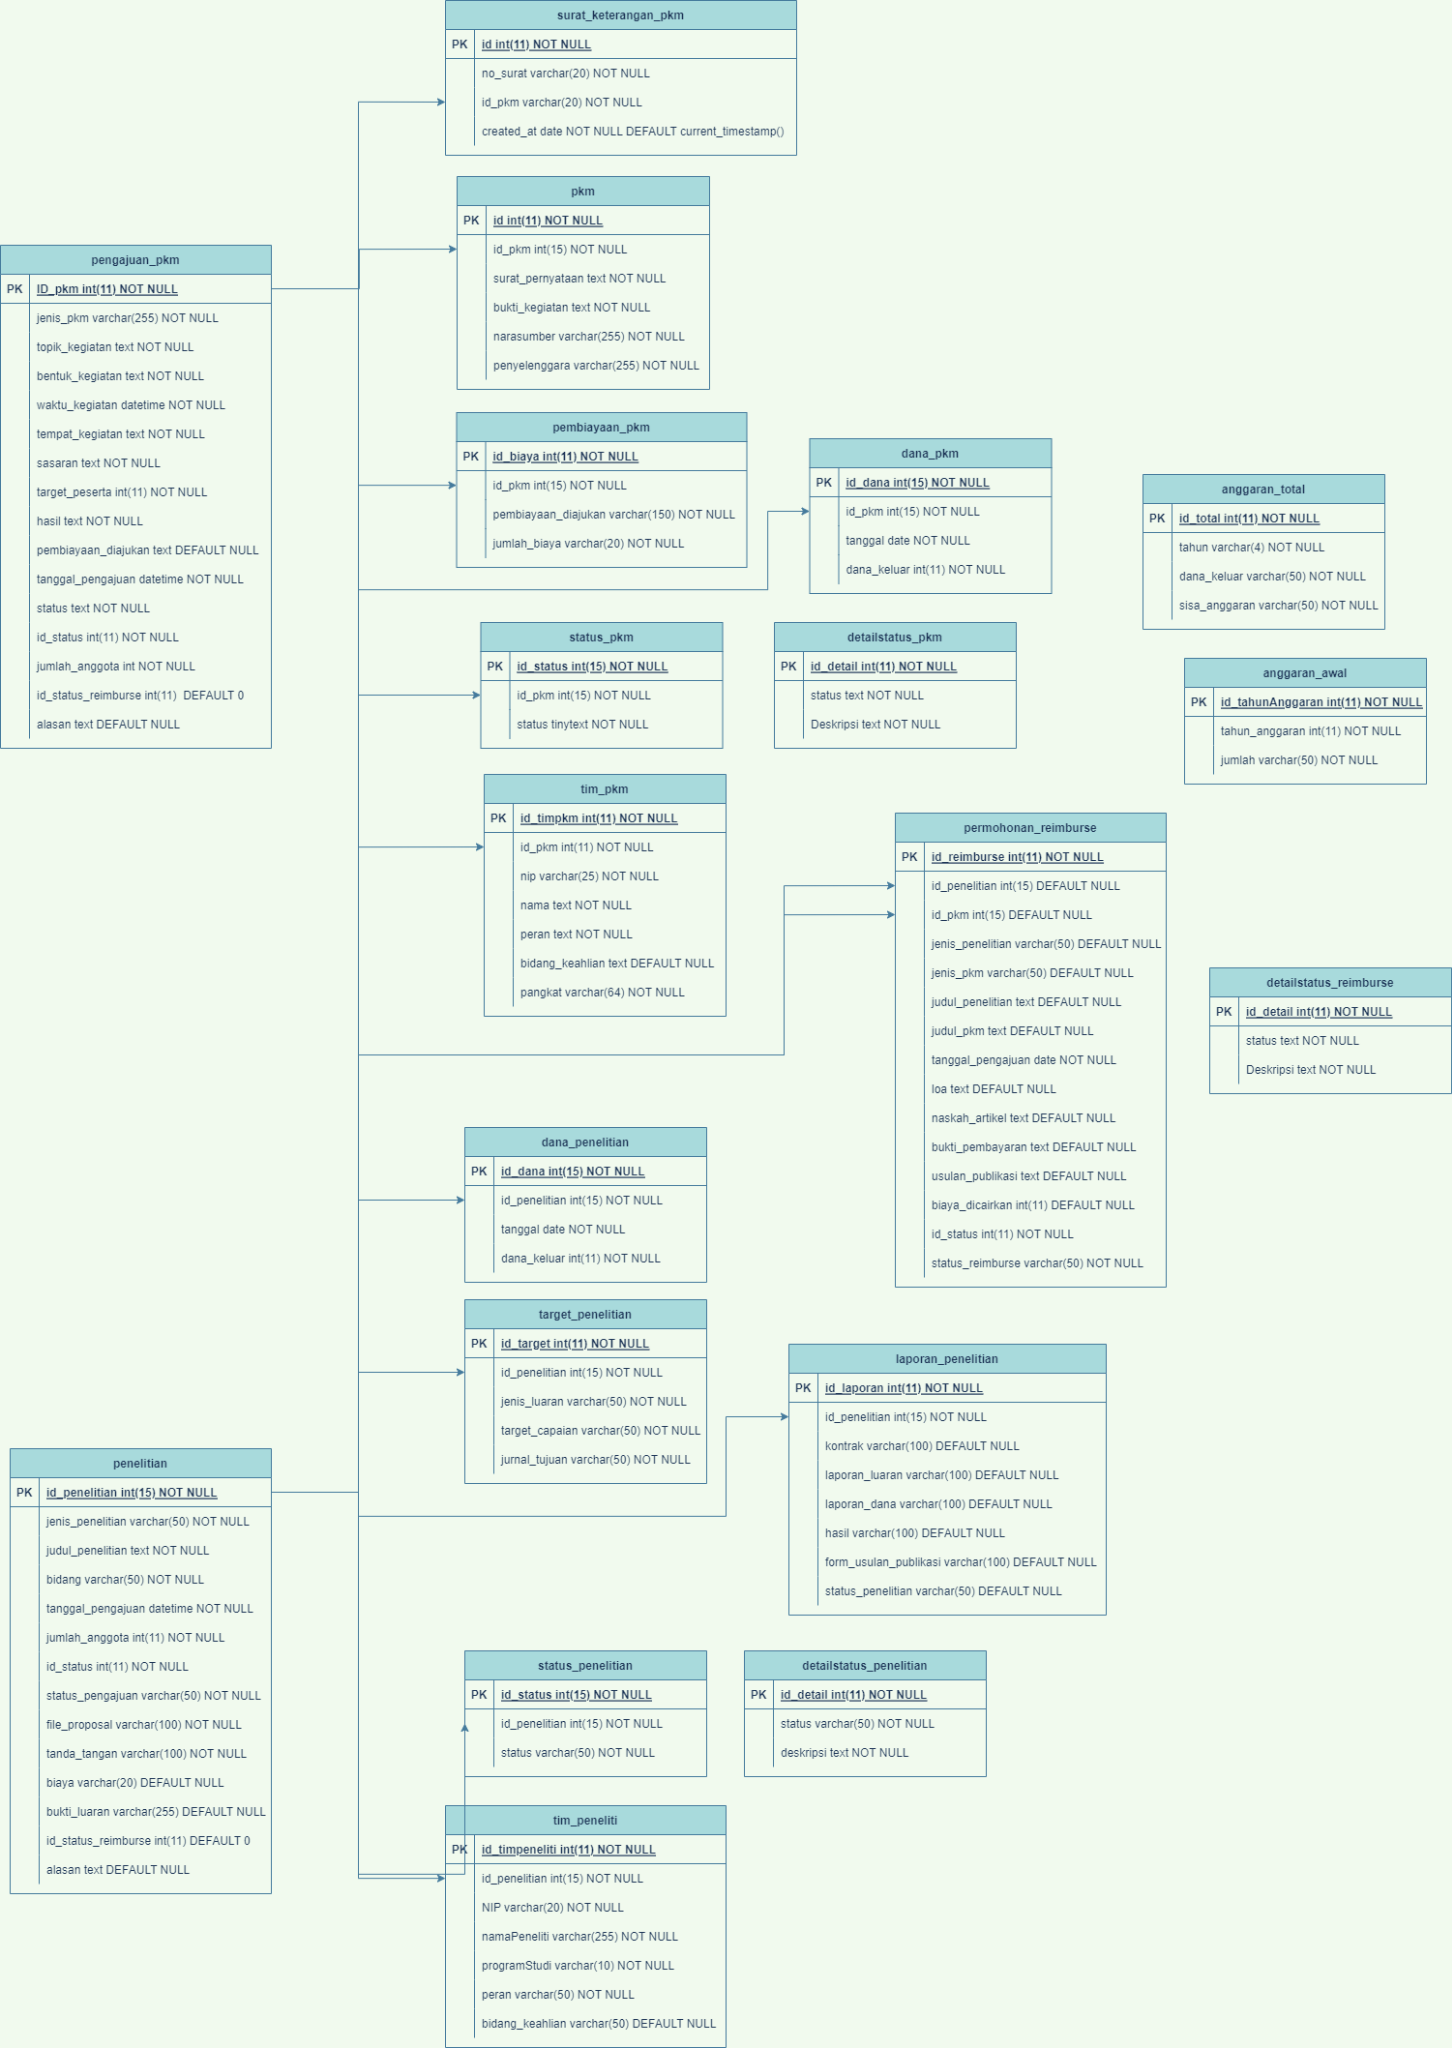 surat_keterangan_pkm
PK id int(11) NOT NULL
no_surat varchar(20) NOT NULL
id_pkm varchar(20) NOT NULL
created_at date NOT NULL DEFAULT current_timestamp()
pkm
PK id int(11) NOT NULL
id_pkm int(15) NOT NULL
surat_pernyataan text NOT NULL
bukti_kegiatan text NOT NULL
narasumber varchar(255) NOT NULL
penyelenggara varchar(255) NOT NULL
pengajuan_pkm
PK ID_pkm int(11) NOT NULL
jenis_pkm varchar(255) NOT NULL
topik_kegiatan text NOT NULL
bentuk_kegiatan text NOT NULL
waktu_kegiatan datetime NOT NULL
tempat_kegiatan text NOT NULL
sasaran text NOT NULL
target_peserta int(11) NOT NULL
hasil text NOT NULL
pembiayaan_diajukan text DEFAULT NULL
tanggal_pengajuan datetime NOT NULL
status text NOT NULL
id_status int(11) NOT NULL
jumlah_anggota int NOT NULL
id_status_reimburse int(11) DEFAULT 0
alasan text DEFAULT NULL
pembiayaan_pkm
PK id_biaya int(11) NOT NULL
id_pkm int(15) NOT NULL
pembiayaan_diajukan varchar(150) NOT NULL
jumlah_biaya varchar(20) NOT NULL
dana_pkm
PK id_dana int(15) NOT NULL
id_pkm int(15) NOT NULL
tanggal date NOT NULL
dana_keluar int(11) NOT NULL
anggaran_total
PK id_total int(11) NOT NULL
tahun varchar(4) NOT NULL
dana_keluar varchar(50) NOT NULL
sisa_anggaran varchar(50) NOT NULL
status_pkm
PK id_status int(15) NOT NULL
id_pkm int(15) NOT NULL
status tinytext NOT NULL
detailstatus_pkm
PK id_detail int(11) NOT NULL
status text NOT NULL
Deskripsi text NOT NULL
anggaran_awal
PK id_tahunAnggaran int(11) NOT NULL
tahun_anggaran int(11) NOT NULL
jumlah varchar(50) NOT NULL
tim_pkm
PK id_timpkm int(11) NOT NULL
id_pkm int(11) NOT NULL
nip varchar(25) NOT NULL
nama text NOT NULL
peran text NOT NULL
bidang_keahlian text DEFAULT NULL
pangkat varchar(64) NOT NULL
permohonan_reimburse
PK id_reimburse int(11) NOT NULL
id_penelitian int(15) DEFAULT NULL
id_pkm int(15) DEFAULT NULL
jenis_penelitian varchar(50) DEFAULT NULL
jenis_pkm varchar(50) DEFAULT NULL
judul_penelitian text DEFAULT NULL
judul_pkm text DEFAULT NULL
tanggal_pengajuan date NOT NULL
loa text DEFAULT NULL
naskah_artikel text DEFAULT NULL
bukti_pembayaran text DEFAULT NULL
usulan_publikasi text DEFAULT NULL
biaya_dicairkan int(11) DEFAULT NULL
id_status int(11) NOT NULL
status_reimburse varchar(50) NOT NULL
detailstatus_reimburse
PK id_detail int(11) NOT NULL
status text NOT NULL
Deskripsi text NOT NULL
dana_penelitian
PK id_dana int(15) NOT NULL
id_penelitian int(15) NOT NULL
tanggal date NOT NULL
dana_keluar int(11) NOT NULL
target_penelitian
PK id_target int(11) NOT NULL
id_penelitian int(15) NOT NULL
jenis_luaran varchar(50) NOT NULL
target_capaian varchar(50) NOT NULL
jurnal_tujuan varchar(50) NOT NULL
laporan_penelitian
PK id_laporan int(11) NOT NULL
id_penelitian int(15) NOT NULL
kontrak varchar(100) DEFAULT NULL
laporan_luaran varchar(100) DEFAULT NULL
laporan_dana varchar(100) DEFAULT NULL
hasil varchar(100) DEFAULT NULL
form_usulan_publikasi varchar(100) DEFAULT NULL
status_penelitian varchar(50) DEFAULT NULL
penelitian
PK id_penelitian int(15) NOT NULL
jenis_penelitian varchar(50) NOT NULL
judul_penelitian text NOT NULL
bidang varchar(50) NOT NULL
tanggal_pengajuan datetime NOT NULL
jumlah_anggota int(11) NOT NULL
id_status int(11) NOT NULL
status_pengajuan varchar(50) NOT NULL
file_proposal varchar(100) NOT NULL
tanda_tangan varchar(100) NOT NULL
biaya varchar(20) DEFAULT NULL
bukti_luaran varchar(255) DEFAULT NULL
id_status_reimburse int(11) DEFAULT 0
alasan text DEFAULT NULL
status_penelitian
PK id_status int(15) NOT NULL
id_penelitian int(15) NOT NULL
status varchar(50) NOT NULL
detailstatus_penelitian
PK id_detail int(11) NOT NULL
status varchar(50) NOT NULL
deskripsi text NOT NULL
tim_peneliti
PK id_timpeneliti int(11) NOT NULL
id_penelitian int(15) NOT NULL
NIP varchar(20) NOT NULL
namaPeneliti varchar(255) NOT NULL
programStudi varchar(10) NOT NULL
peran varchar(50) NOT NULL
bidang_keahlian varchar(50) DEFAULT NULL